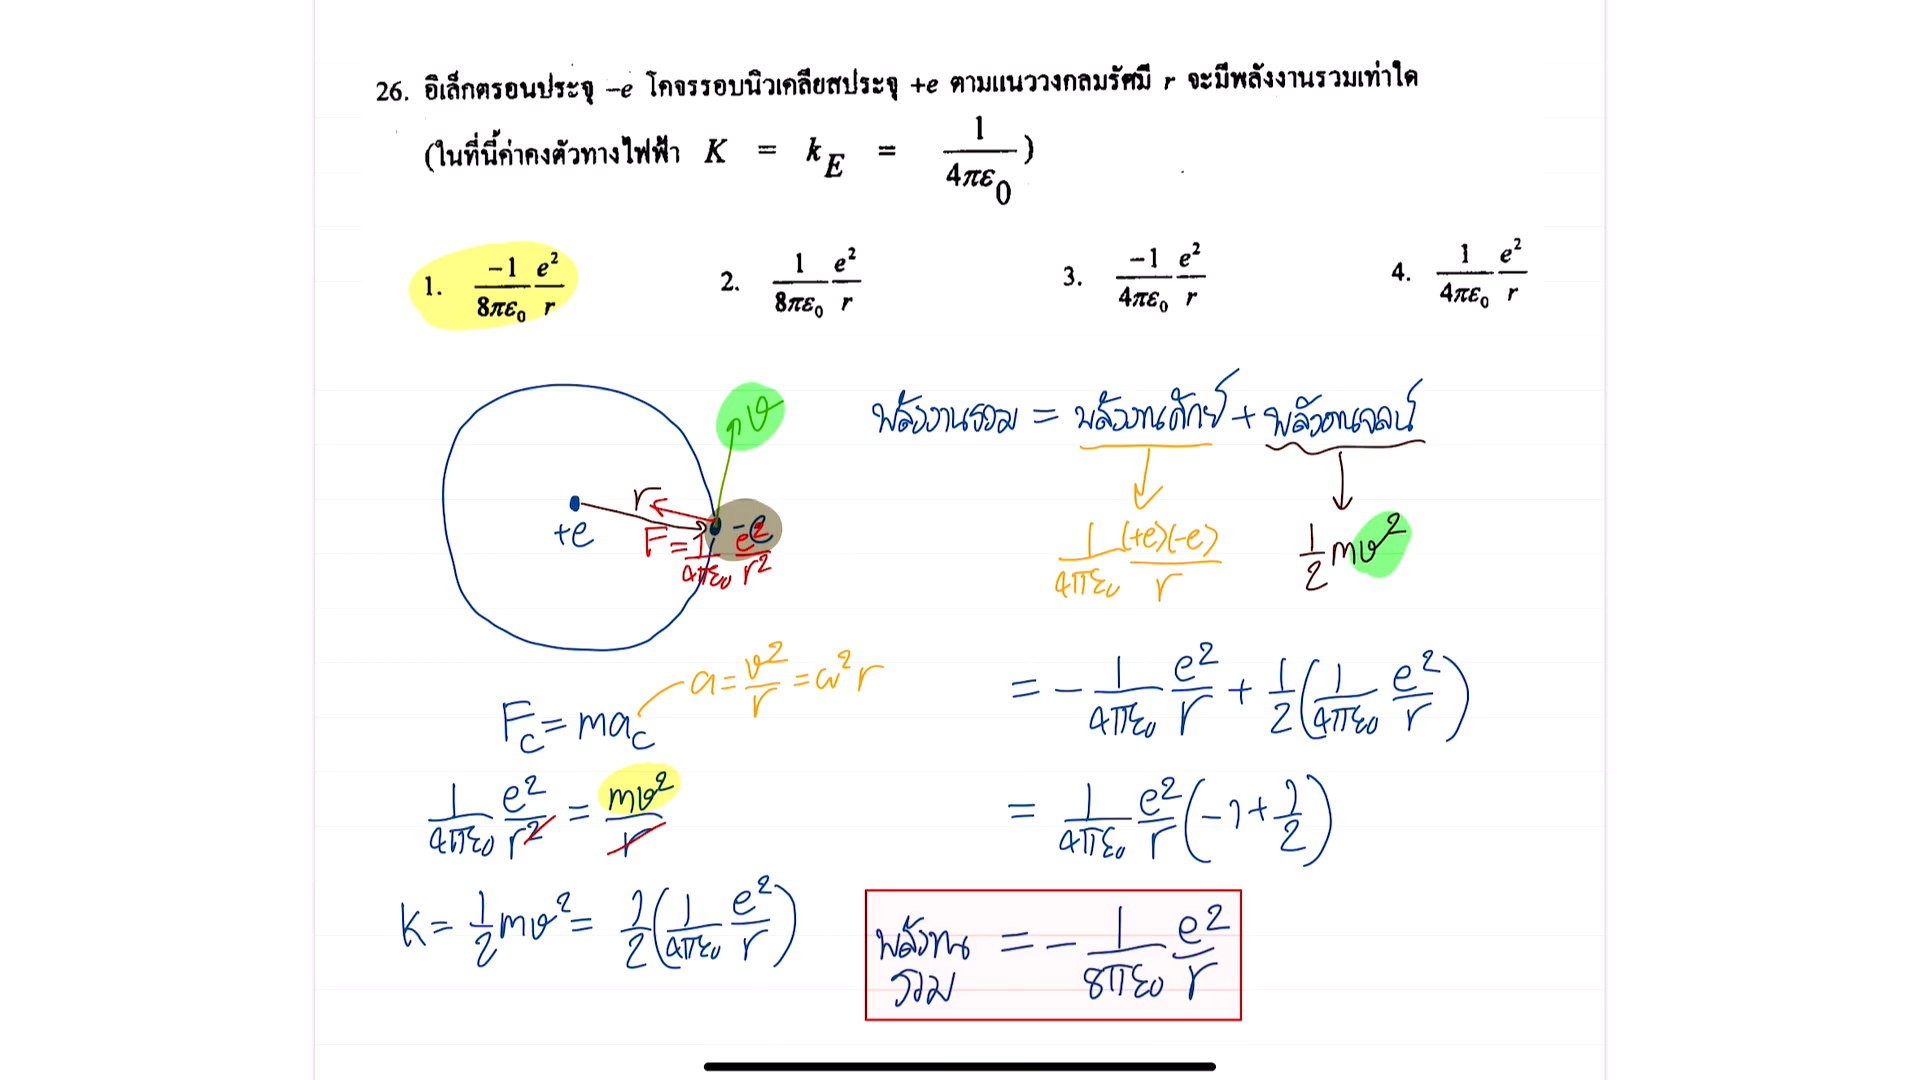 26. อิเล็กตรอนประจุ –e โคจรรอบนิวเคลียสประจุ +e ตามแนววงกลมรัศมี r จะมีพลังงานรวมเท่าใด
(ในที่นี้ค่าคงตัวทางไฟฟ้า K = k_E = 1/(4πε₀))
1. -1/(8πε₀) e²/r 2. 1/(8πε₀) e²/r 3. -1/(4πε₀) e²/r 4. 1/(4πε₀) e²/r
v
r
+e
-e
F = 1/(4πε₀) e²/r²
พลังงานรวม = พลังงานศักย์ + พลังงานจลน์
1/(4πε₀) (+e)(-e)/r
1/2 mv²
a = v²/r = ω²r
F_c = ma_c
1/(4πε₀) e²/r² = mv²/r
K = 1/2 mv² = 1/2 (1/(4πε₀) e²/r)
= - 1/(4πε₀) e²/r + 1/2 (1/(4πε₀) e²/r)
= 1/(4πε₀) e²/r (-1 + 1/2)
พลังงานรวม = - 1/(8πε₀) e²/r